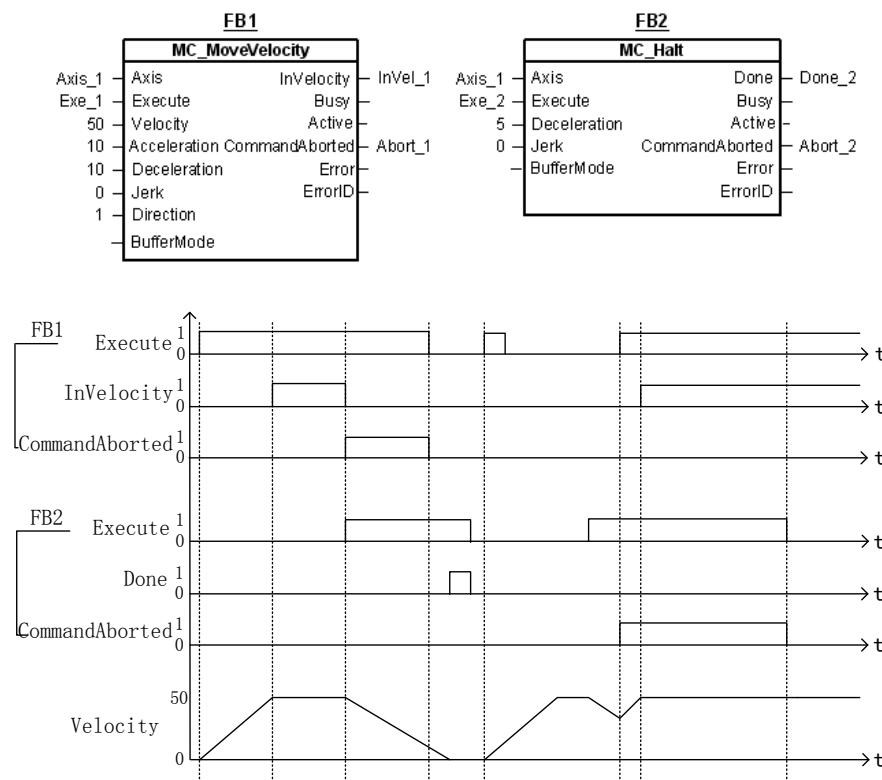 FB1
MC_MoveVelocity
Axis_1 Axis InVelocity InVel_1
Exe_1 Execute Busy
50 Velocity Active
10 Acceleration CommandAborted Abort_1
10 Deceleration Error
0 Jerk ErrorID
1 Direction
BufferMode
FB2
MC_Halt
Axis_1 Axis Done Done_2
Exe_2 Execute Busy
5 Deceleration Active
0 Jerk CommandAborted Abort_2
BufferMode Error
ErrorID
FB1
Execute 1
0 t
InVelocity 1
0 t
CommandAborted 1
0 t
FB2
Execute 1
0 t
Done 1
0 t
CommandAborted 1
0 t
50
Velocity
0 t